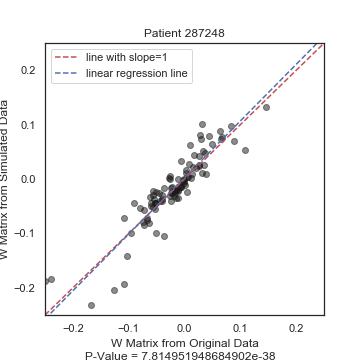 Patient 287248
line with slope=1
linear regression line
W Matrix from Simulated Data
0.2
0.1
0.0
−0.1
−0.2
−0.2
−0.1
0.0
0.1
0.2
W Matrix from Original Data
P-Value = 7.814951948684902e-38